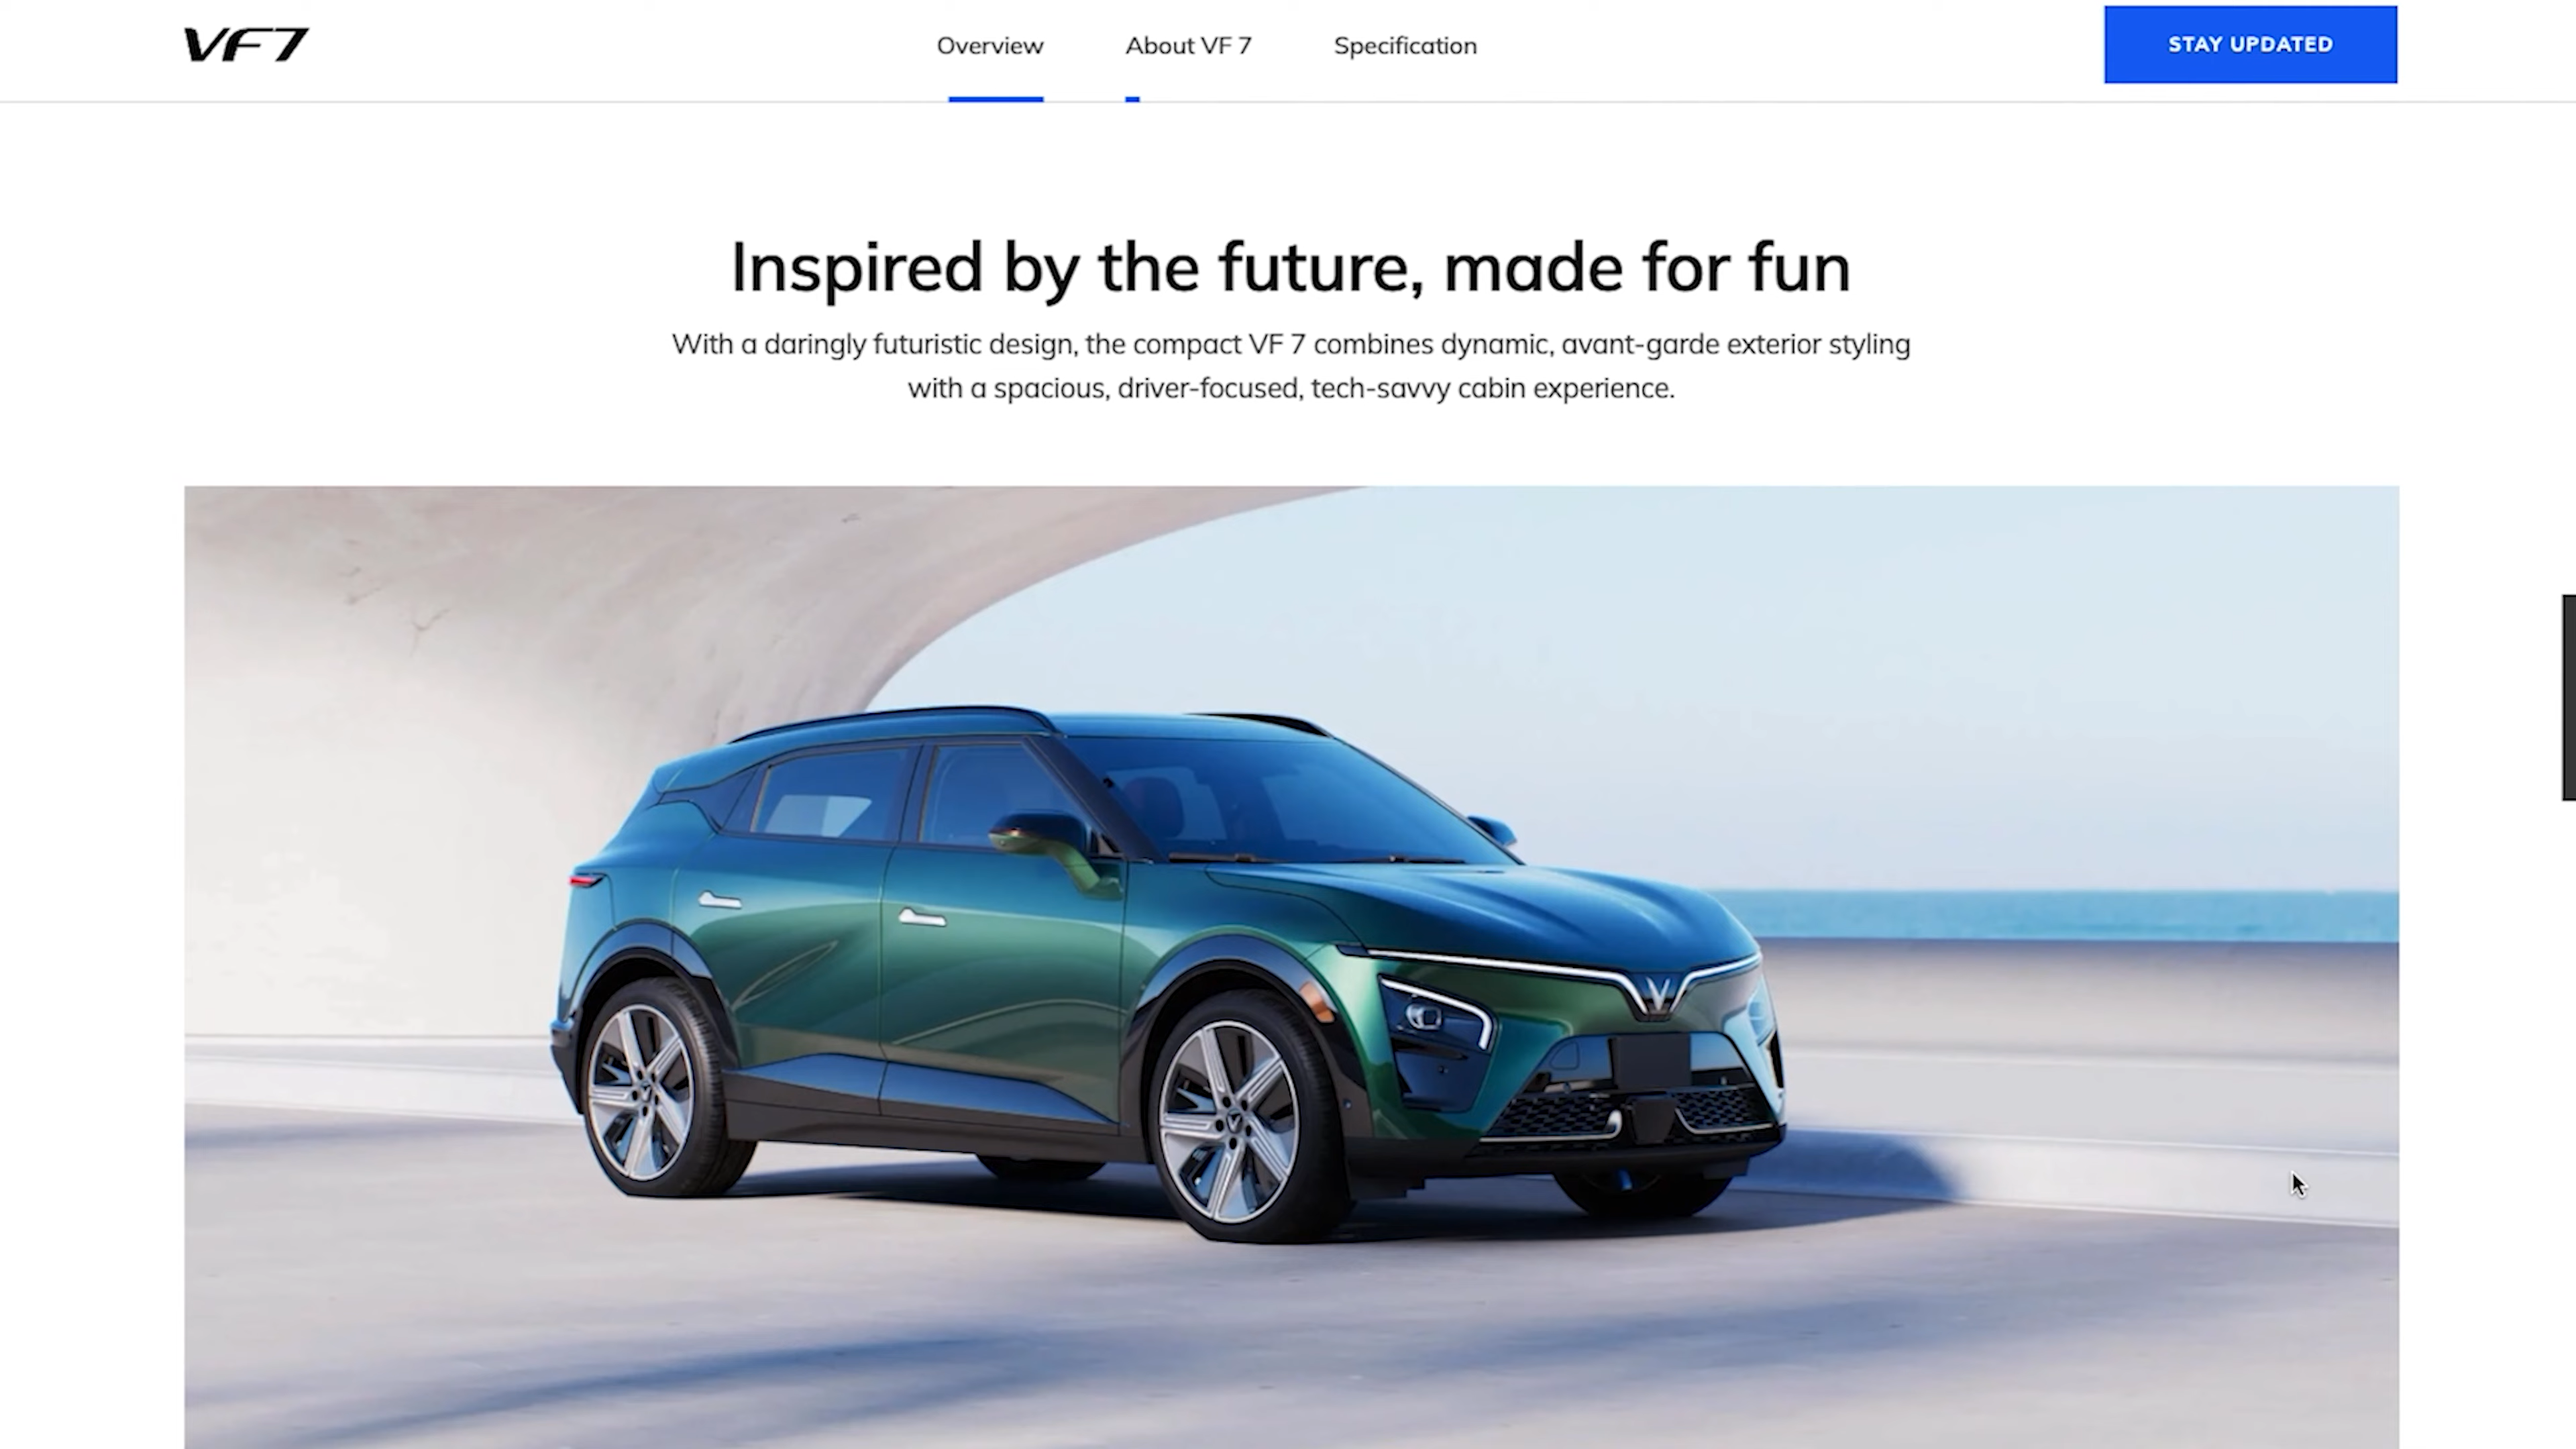 VF7
Overview
About VF 7
Specification
STAY UPDATED
Inspired by the future, made for fun
With a daringly futuristic design, the compact VF 7 combines dynamic, avant-garde exterior styling
with a spacious, driver-focused, tech-savvy cabin experience.